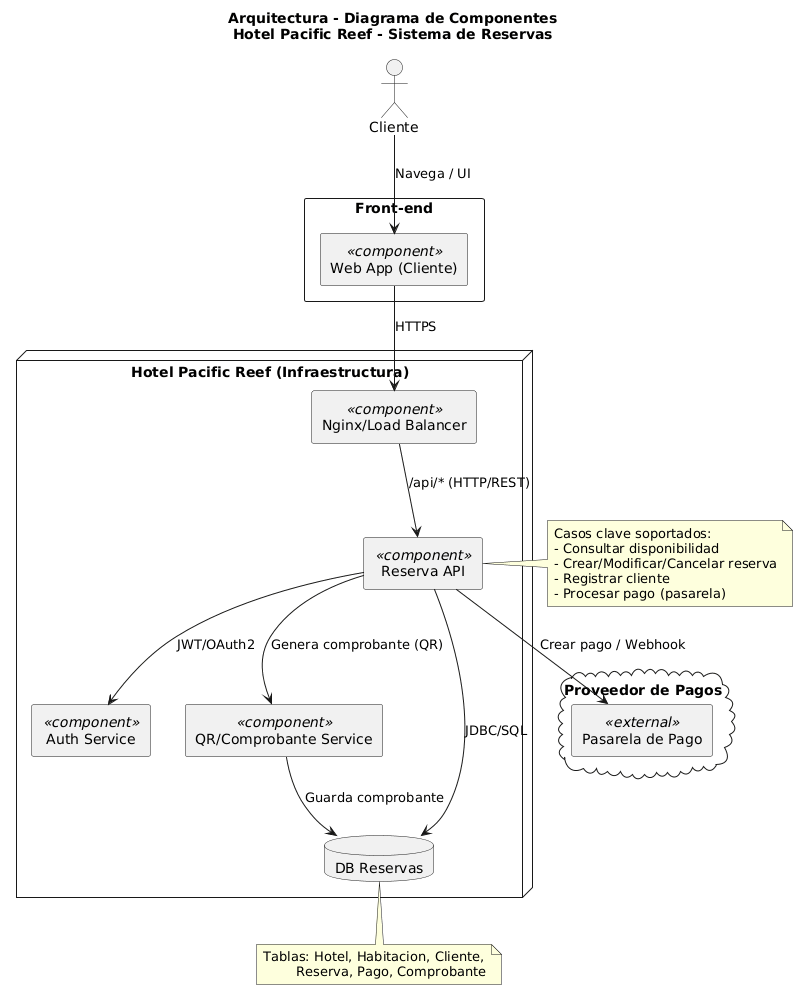 Arquitectura - Diagrama de Componentes
Hotel Pacific Reef - Sistema de Reservas
Cliente
Navega / UI
Front-end
«component»
Web App (Cliente)
HTTPS
Hotel Pacific Reef (Infraestructura)
«component»
Nginx/Load Balancer
/api/* (HTTP/REST)
«component»
Reserva API
Casos clave soportados:
- Consultar disponibilidad
- Crear/Modificar/Cancelar reserva
- Registrar cliente
- Procesar pago (pasarela)
JWT/OAuth2
Genera comprobante (QR)
Crear pago / Webhook
JDBC/SQL
«component»
Auth Service
«component»
QR/Comprobante Service
Proveedor de Pagos
«external»
Pasarela de Pago
Guarda comprobante
DB Reservas
Tablas: Hotel, Habitacion, Cliente,
Reserva, Pago, Comprobante